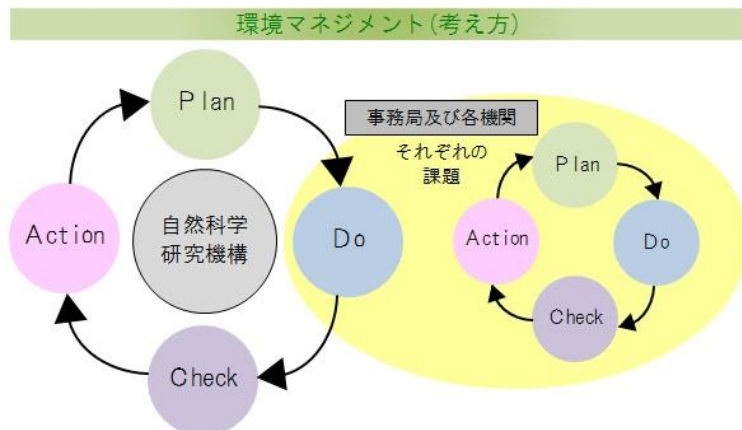 環境マネジメント(考え方)
Plan
Action
自然科学
研究機構
Do
Check
事務局及び各機関
それぞれの
課題
Plan
Action
Do
Check